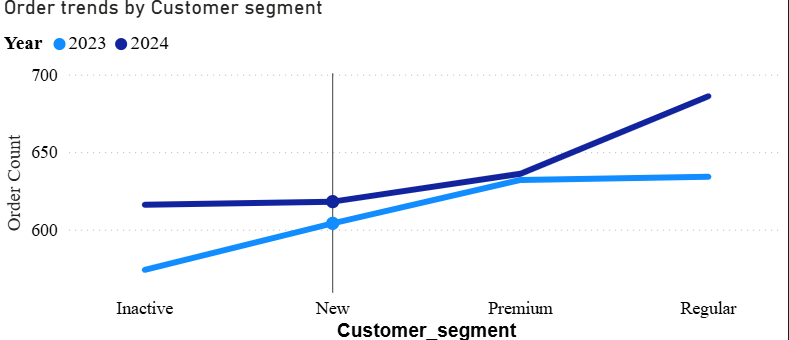 Order trends by Customer segment
Year 2023 2024
700
650
600
Order Count
Inactive New Premium Regular
Customer_segment